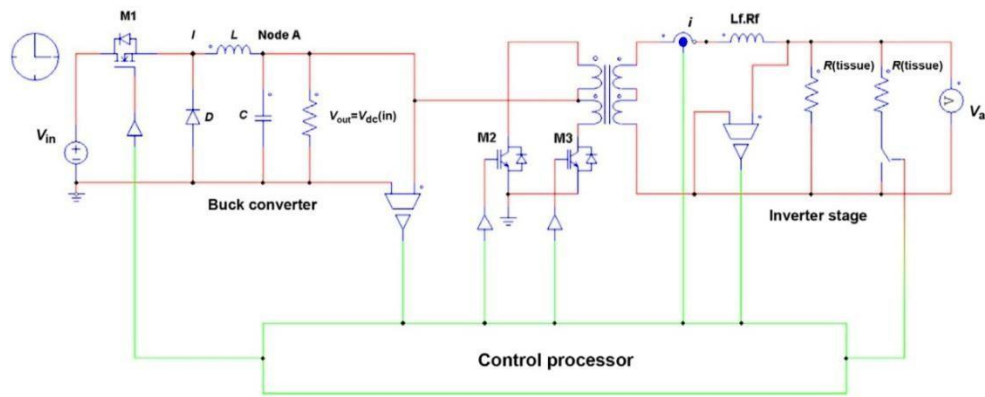 M1
I
L
Node A
i
Lf.Rf
R(tissue)
R(tissue)
Vin
D
C
Vout=Vdc(in)
M2
M3
V
Va
Buck converter
Inverter stage
Control processor